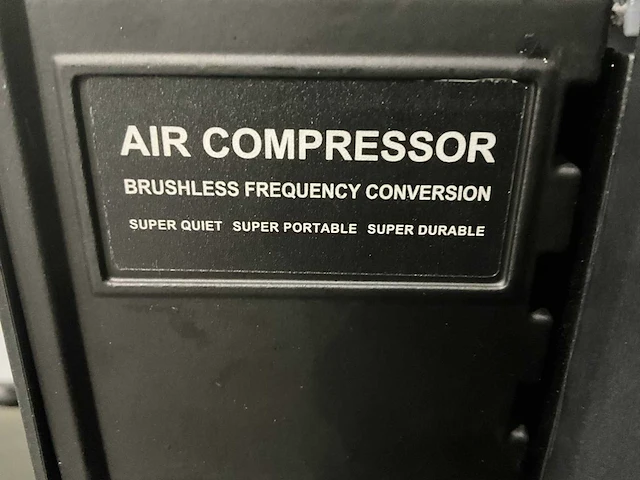 AIR COMPRESSOR
BRUSHLESS FREQUENCY CONVERSION
SUPER QUIET SUPER PORTABLE SUPER DURABLE